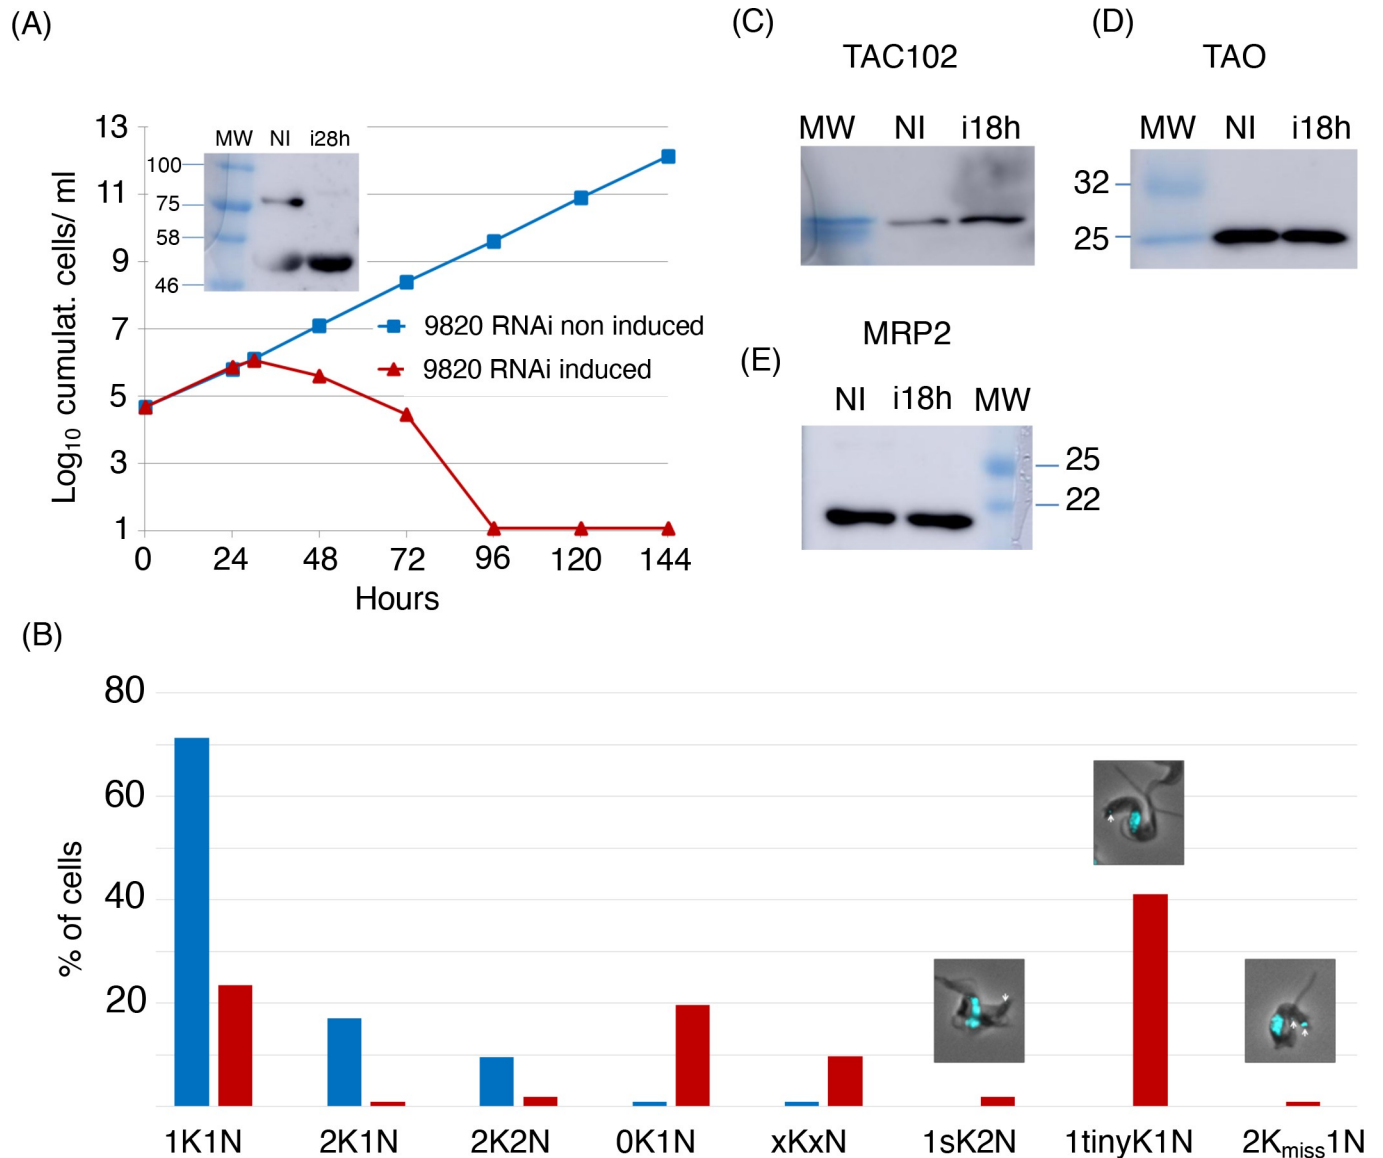 (A)
MW NI i28h
100
75
58
46
13
11
9
7
5
3
1
Log10 cumulat. cells/ ml
9820 RNAi non induced
9820 RNAi induced
0 24 48 72 96 120 144
Hours
(C)
TAC102
MW NI i18h
(D)
TAO
MW NI i18h
32
25
(E)
MRP2
NI i18h MW
25
22
(B)
80
60
40
20
% of cells
1K1N 2K1N 2K2N 0K1N xKxN 1sK2N 1tinyK1N 2Kmiss1N